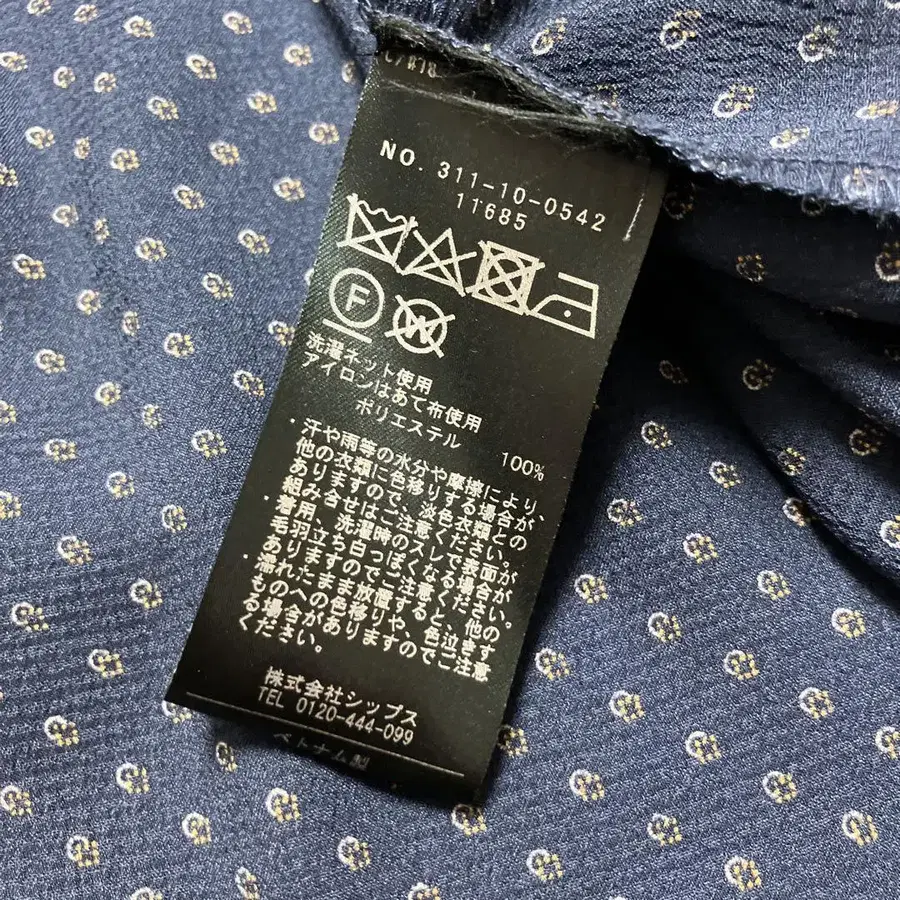 NO. 311-10-0542
11685
F
W
洗濯ネット使用
アイロンはあて布使用
ポリエステル 100%
・汗や雨等の水分や摩擦により、
他の衣類に色移りする場合が
ありますので、淡色衣類との
組み合せはご注意ください。
・着用、洗濯時のスレで表面が
毛羽立ち白っぽくなる場合が
ありますのでご注意ください。
・濡れたまま放置すると、他の
ものへの色移りや、色泣きす
る場合がありますのでご注意
ください。
株式会社シップス
TEL 0120-444-099
ベトナム製